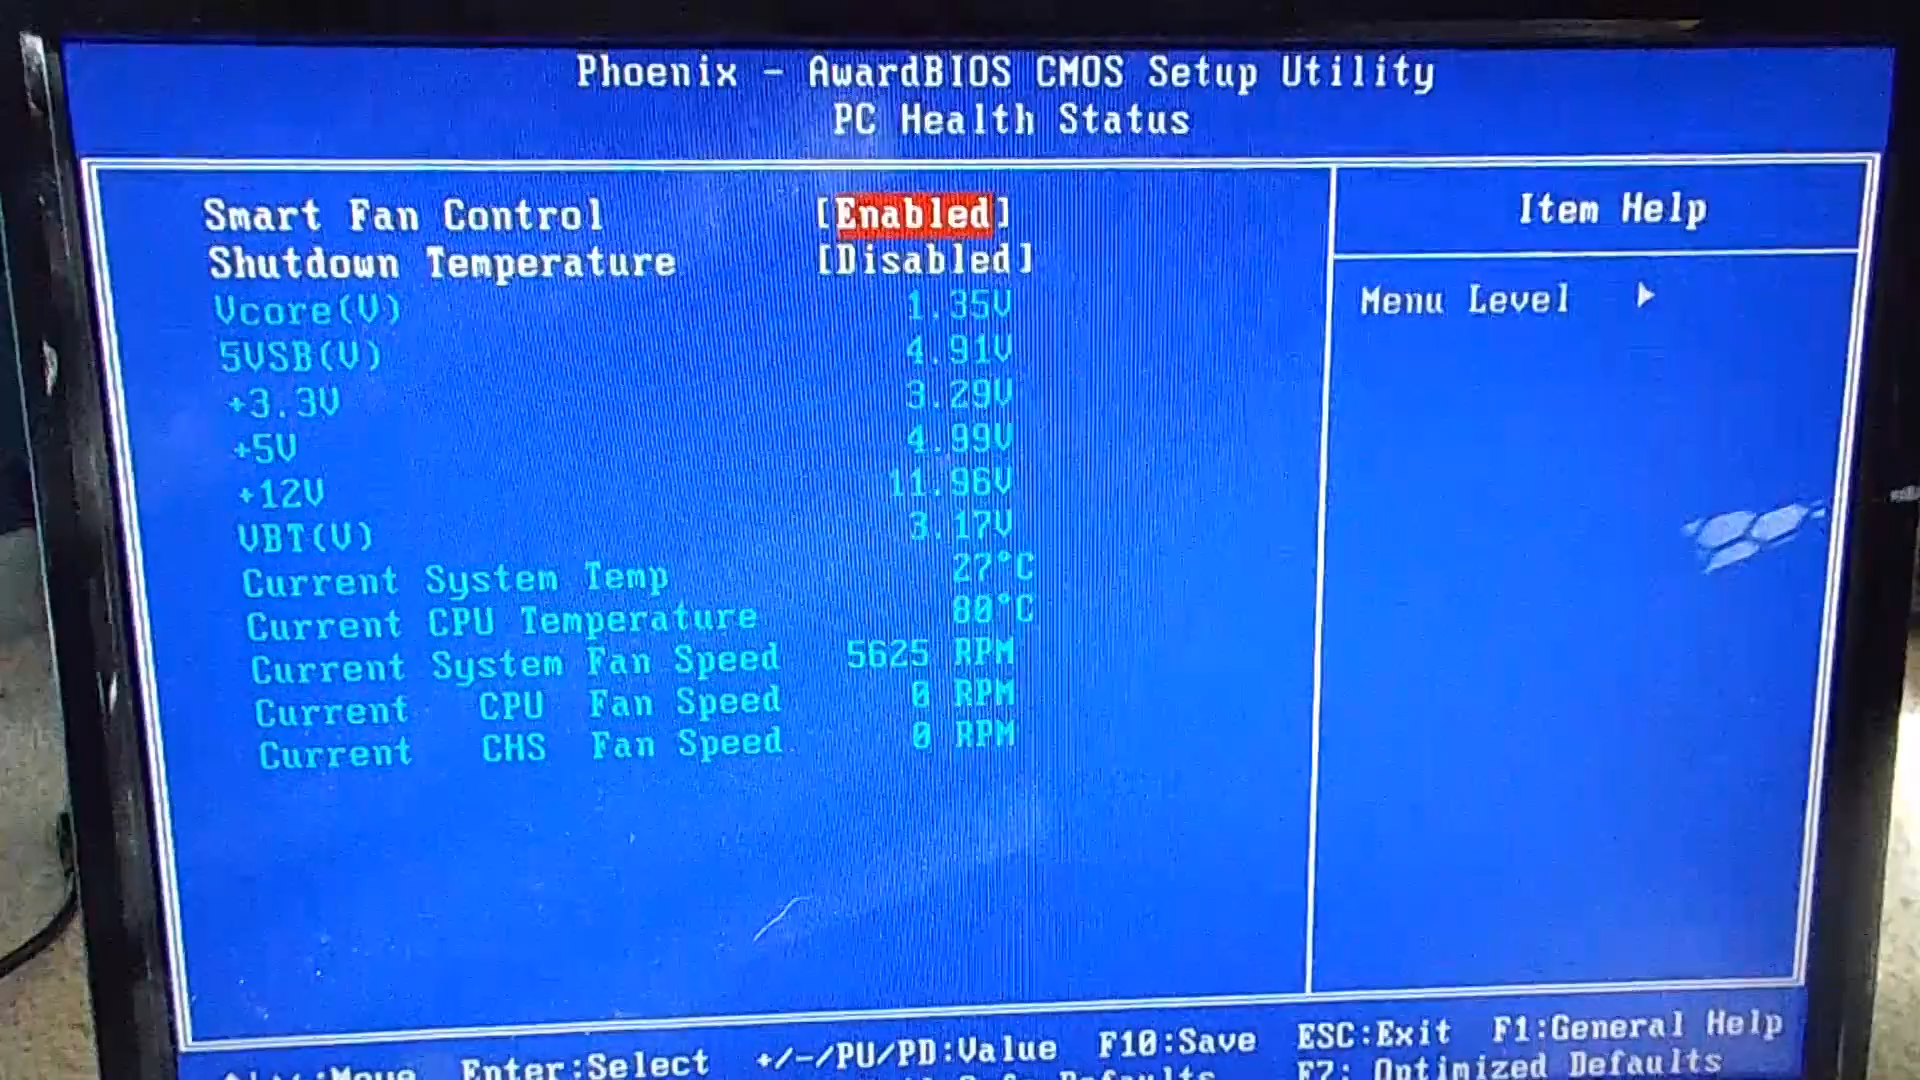 Phoenix - AwardBIOS CMOS Setup Utility
PC Health Status
Smart Fan Control [Enabled]
Shutdown Temperature [Disabled]
Vcore(V) 1.35V
5VSB(V) 4.91V
+3.3V 3.29V
+5V 4.99V
+12V 11.96V
VBT(V) 3.17V
Current System Temp 27°C
Current CPU Temperature 80°C
Current System Fan Speed 5625 RPM
Current CPU Fan Speed 0 RPM
Current CHS Fan Speed 0 RPM
Item Help
Menu Level ▶
:Move Enter:Select +/-/PU/PD:Value F10:Save ESC:Exit F1:General Help
F7: Optimized Defaults